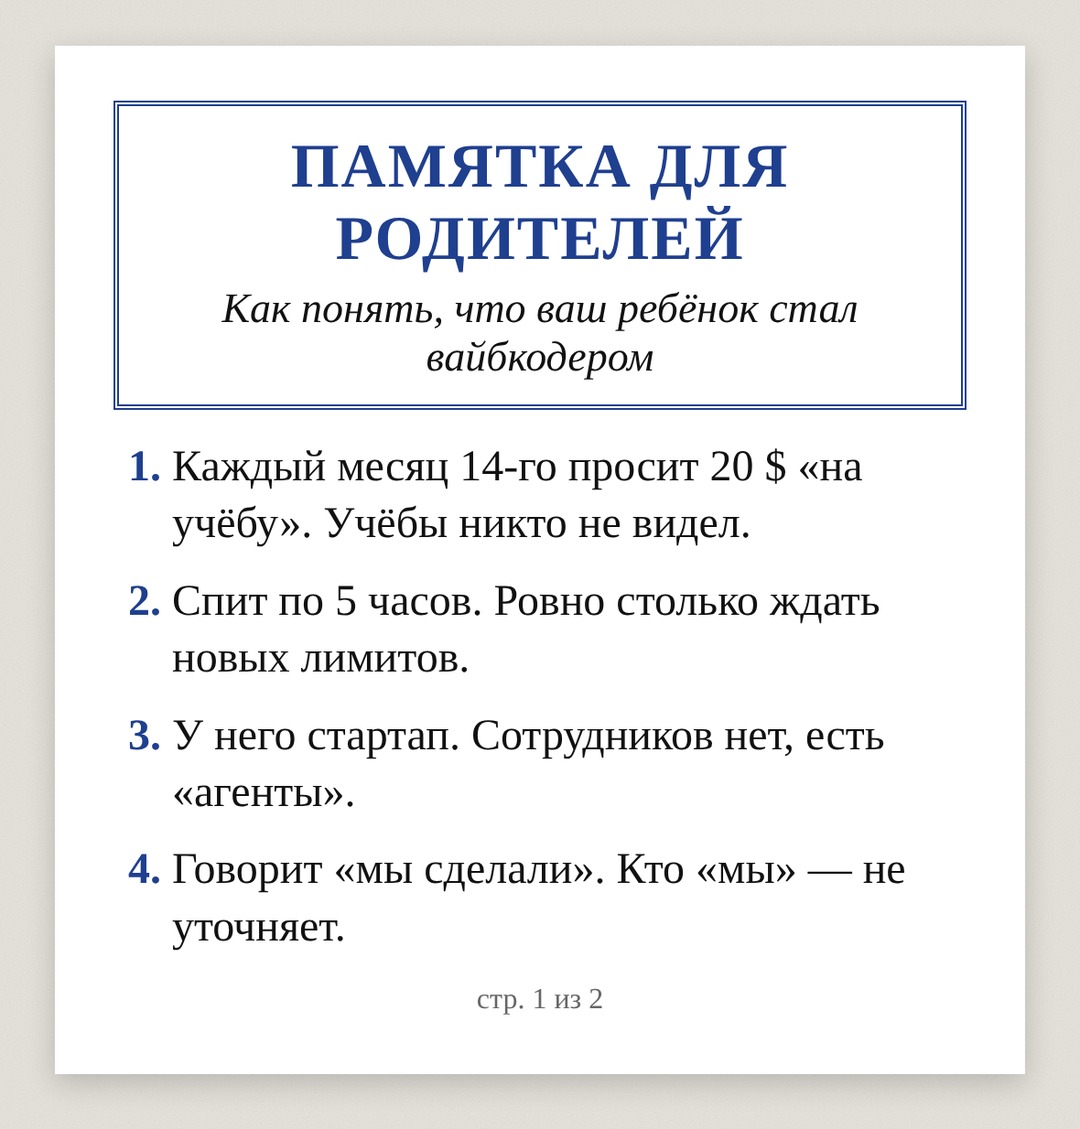 ПАМЯТКА ДЛЯ
РОДИТЕЛЕЙ
Как понять, что ваш ребёнок стал
вайбкодером
1. Каждый месяц 14-го просит 20 $ «на
учёбу». Учёбы никто не видел.
2. Спит по 5 часов. Ровно столько ждать
новых лимитов.
3. У него стартап. Сотрудников нет, есть
«агенты».
4. Говорит «мы сделали». Кто «мы» — не
уточняет.
стр. 1 из 2